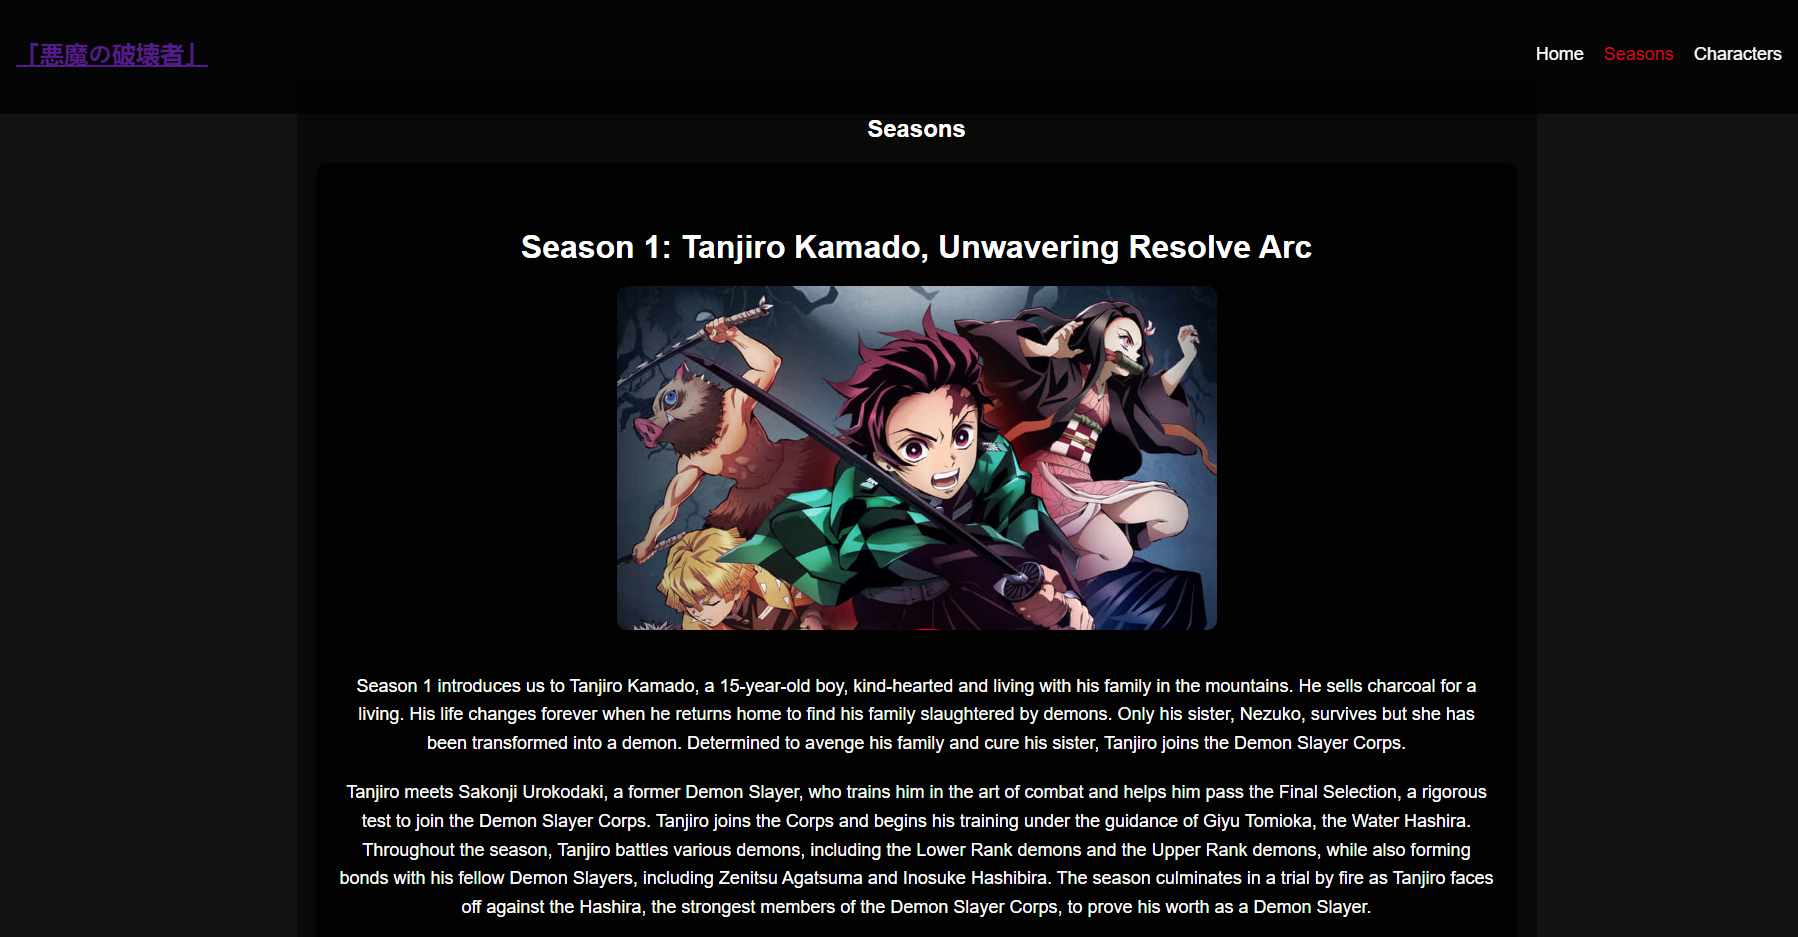 「悪魔の破壊者」
Home Seasons Characters
Seasons
Season 1: Tanjiro Kamado, Unwavering Resolve Arc
Season 1 introduces us to Tanjiro Kamado, a 15-year-old boy, kind-hearted and living with his family in the mountains. He sells charcoal for a
living. His life changes forever when he returns home to find his family slaughtered by demons. Only his sister, Nezuko, survives but she has
been transformed into a demon. Determined to avenge his family and cure his sister, Tanjiro joins the Demon Slayer Corps.
Tanjiro meets Sakonji Urokodaki, a former Demon Slayer, who trains him in the art of combat and helps him pass the Final Selection, a rigorous
test to join the Demon Slayer Corps. Tanjiro joins the Corps and begins his training under the guidance of Giyu Tomioka, the Water Hashira.
Throughout the season, Tanjiro battles various demons, including the Lower Rank demons and the Upper Rank demons, while also forming
bonds with his fellow Demon Slayers, including Zenitsu Agatsuma and Inosuke Hashibira. The season culminates in a trial by fire as Tanjiro faces
off against the Hashira, the strongest members of the Demon Slayer Corps, to prove his worth as a Demon Slayer.